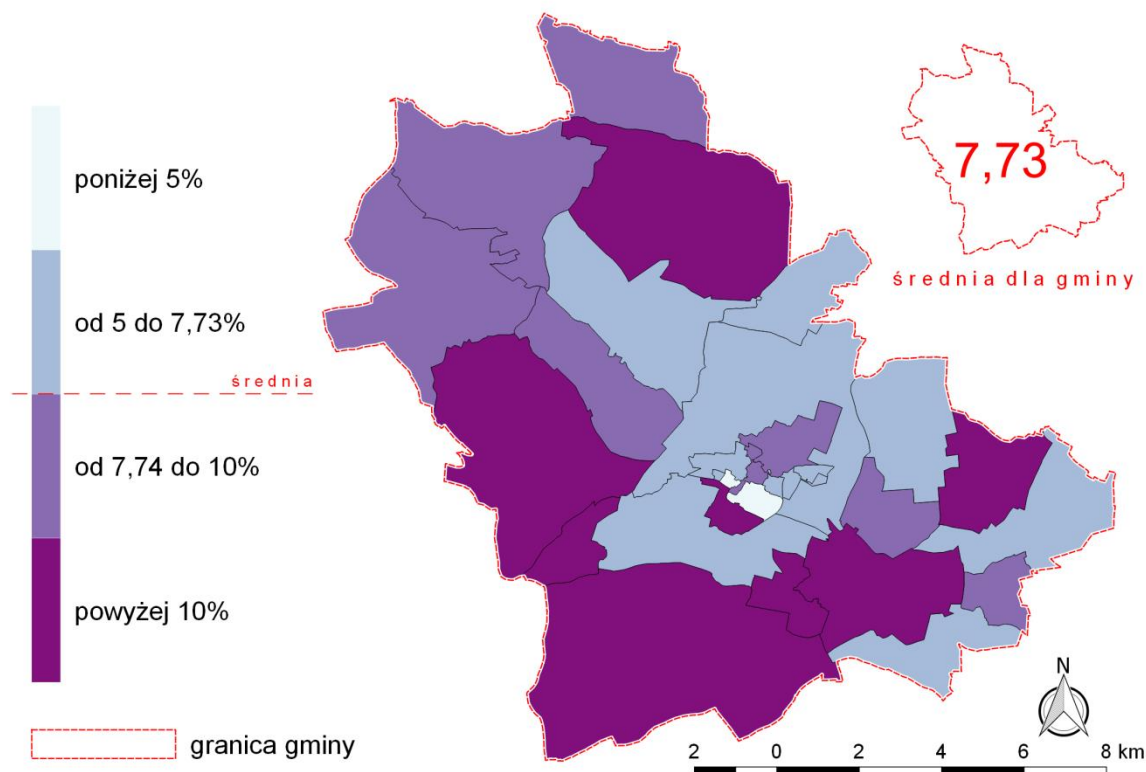 poniżej 5%
od 5 do 7,73%
średnia
od 7,74 do 10%
powyżej 10%
granica gminy
7,73
średnia dla gminy
N
2 0 2 4 6 8 km